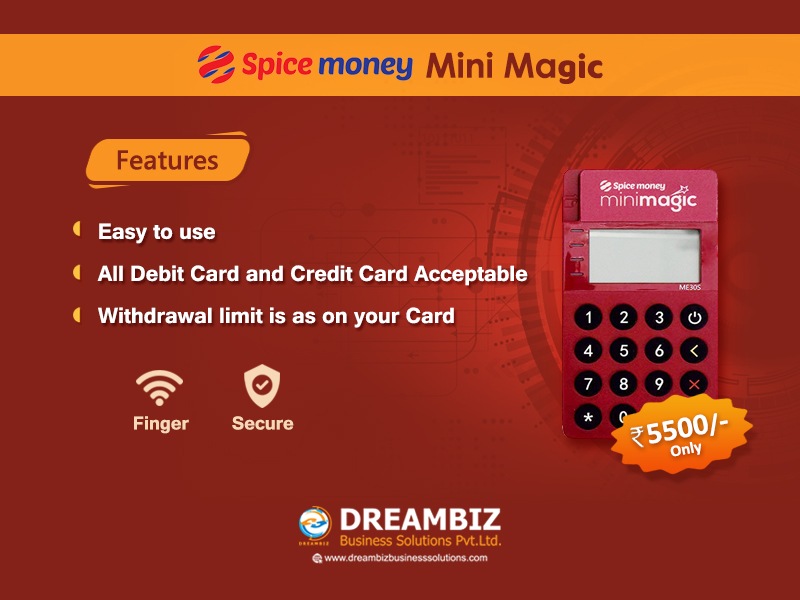 Spice money Mini Magic
Features
Easy to use
All Debit Card and Credit Card Acceptable
Withdrawal limit is as on your Card
Finger
Secure
Spice money
minimagic
ME30S
1 2 3
4 5 6
7 8 9
* 0
₹5500/-
Only
DREAMBIZ
DREAMBIZ
Business Solutions Pvt.Ltd.
www.dreambizbusinesssolutions.com